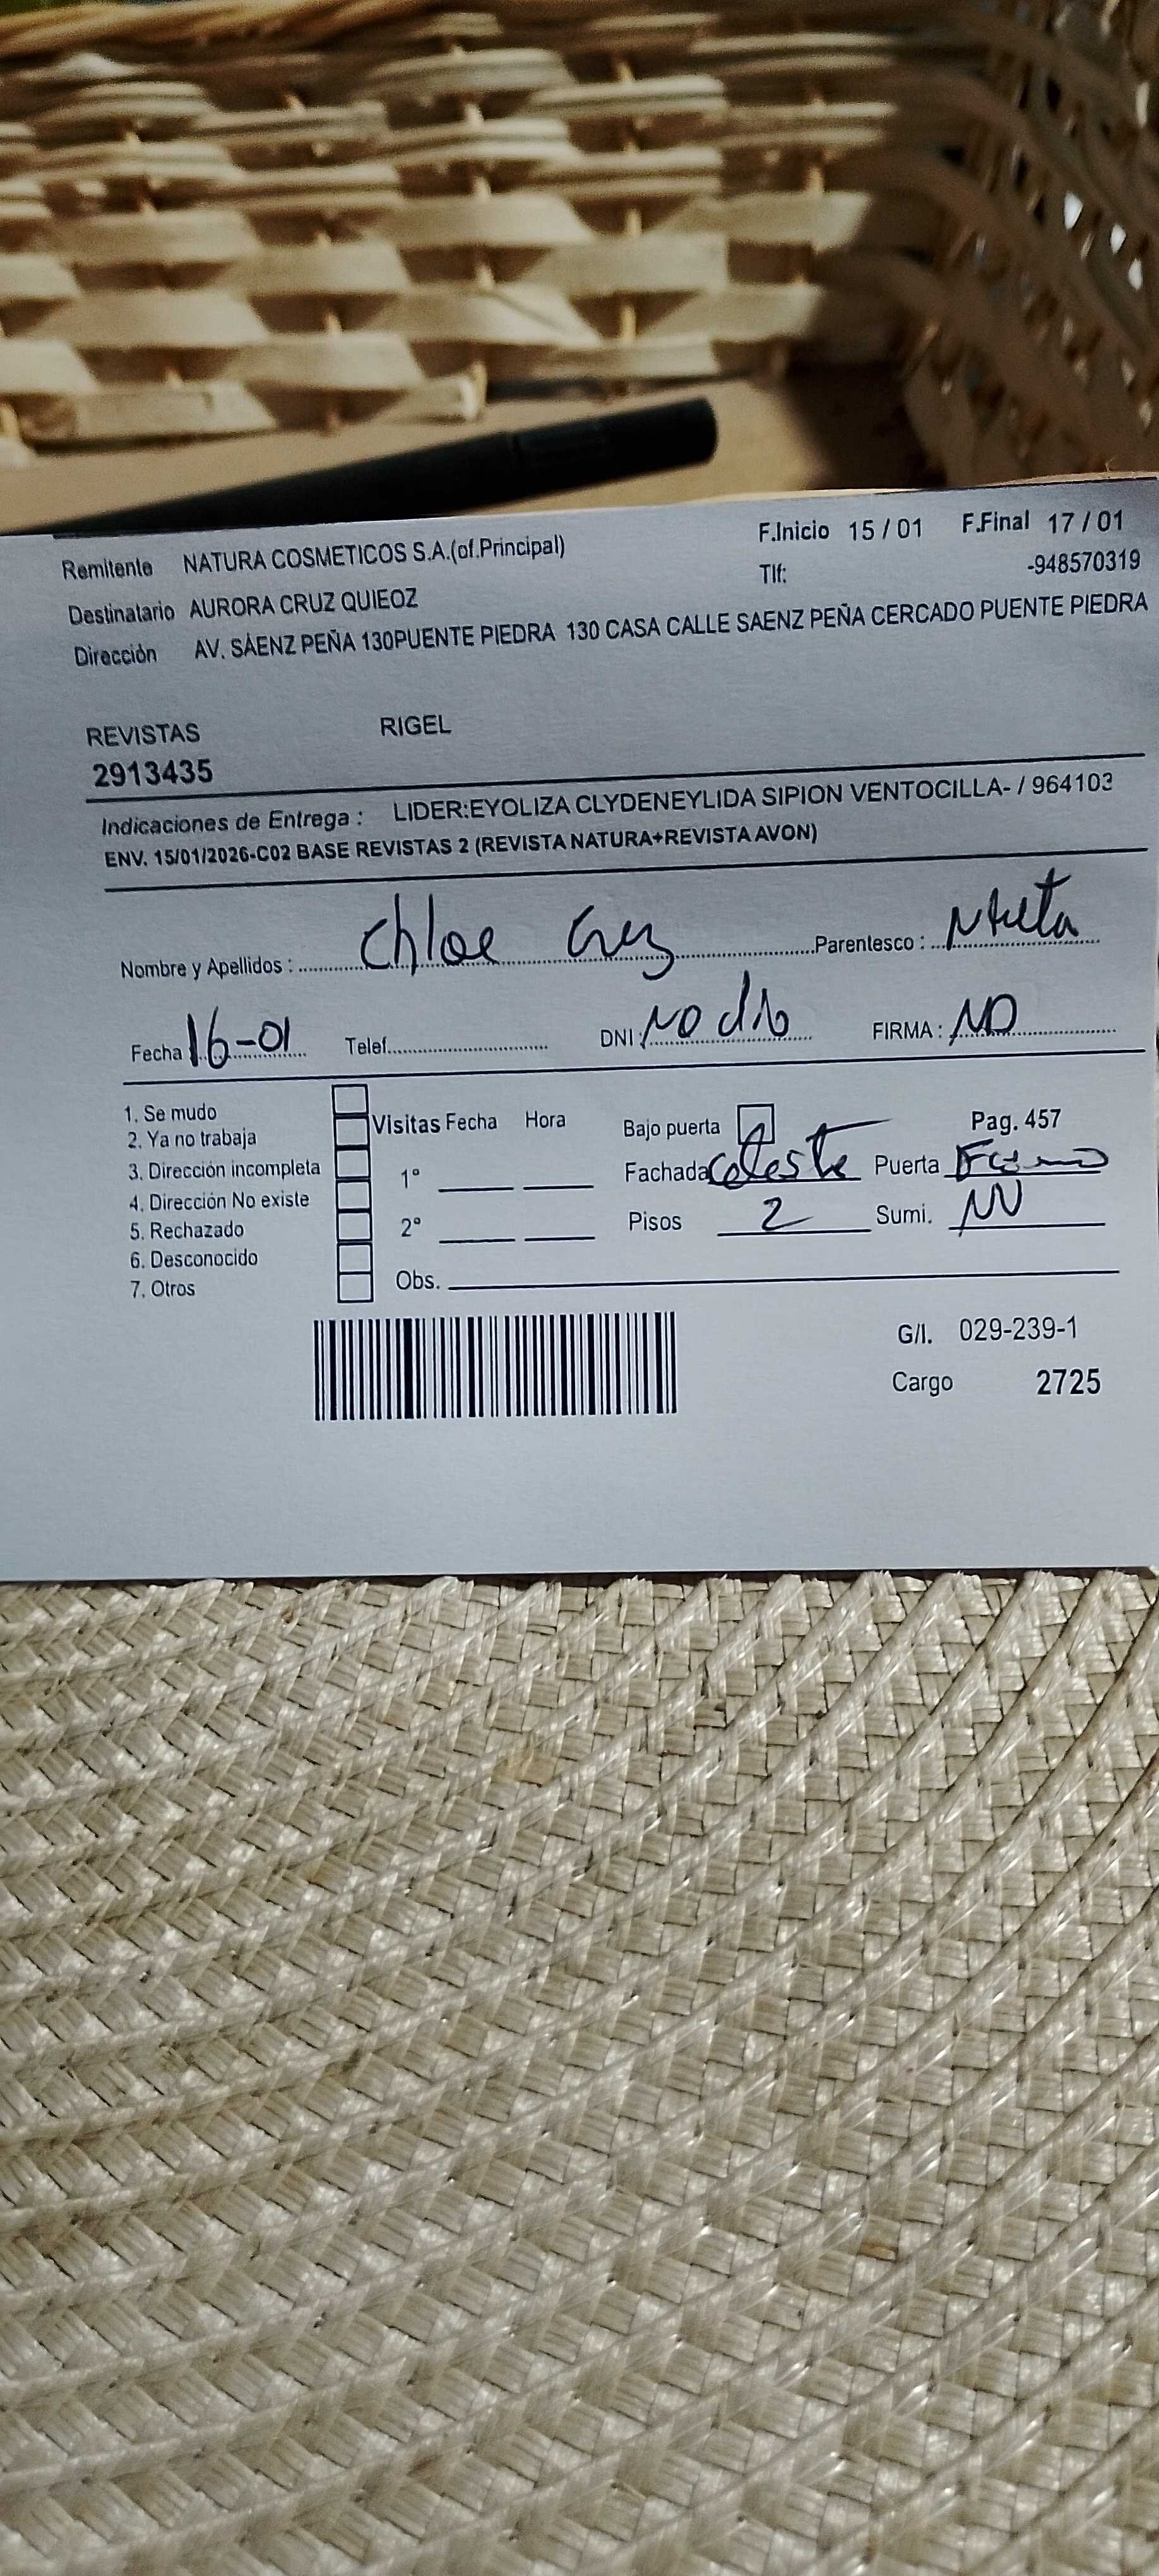 Remitente NATURA COSMETICOS S.A.(of.Principal) F.Inicio 15 / 01 F.Final 17 / 01
Destinatario AURORA CRUZ QUIEOZ Tlf: -948570319
Dirección AV. SÁENZ PEÑA 130PUENTE PIEDRA 130 CASA CALLE SAENZ PEÑA CERCADO PUENTE PIEDRA
REVISTAS RIGEL
2913435
Indicaciones de Entrega : LIDER:EYOLIZA CLYDENEYLIDA SIPION VENTOCILLA- / 964103
ENV. 15/01/2026-C02 BASE REVISTAS 2 (REVISTA NATURA+REVISTA AVON)
Nombre y Apellidos : Chloe Cruz Parentesco : Nieta
Fecha 16-01 Telef. DNI : NO dio FIRMA : NO
1. Se mudo
2. Ya no trabaja Visitas Fecha Hora Bajo puerta Pag. 457
3. Dirección incompleta 1° Fachada celeste Puerta
4. Dirección No existe
5. Rechazado 2° Pisos 2 Sumi.
6. Desconocido
7. Otros Obs.
G/I. 029-239-1
Cargo 2725